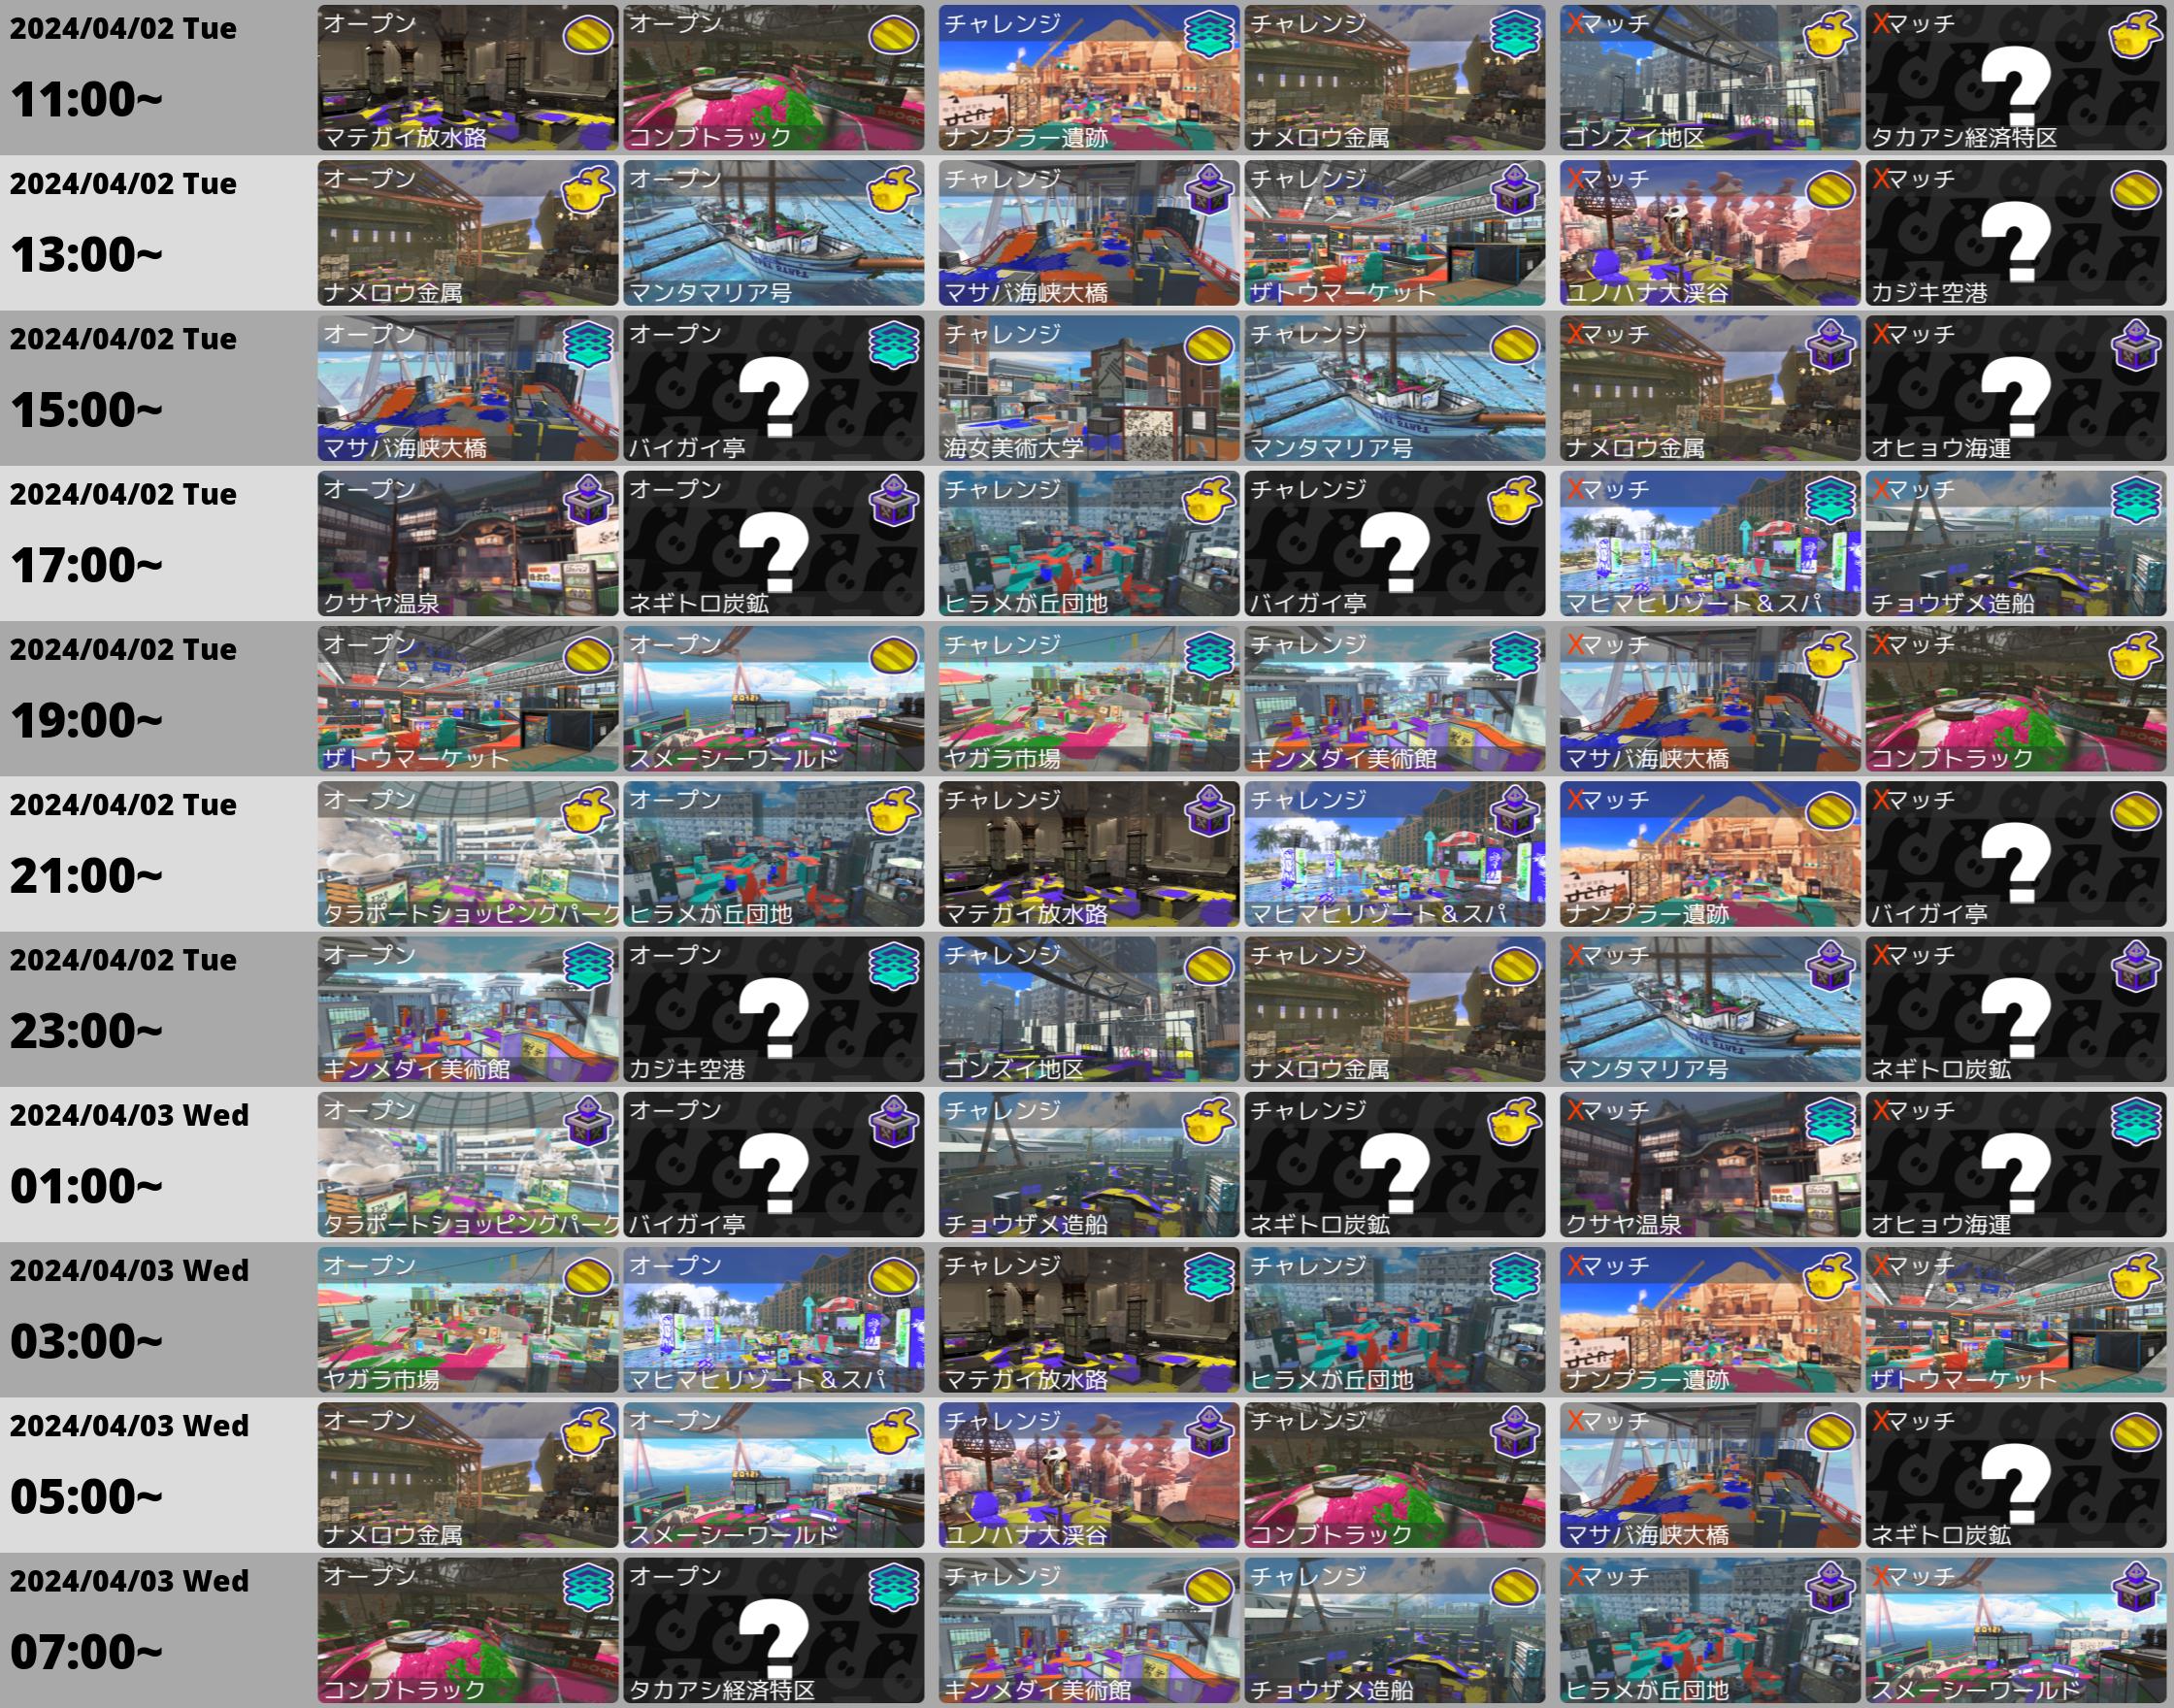 2024/04/02 Tue
11:00~
オープン
マテガイ放水路
オープン
コンブトラック
チャレンジ
ナンプラー遺跡
チャレンジ
ナメロウ金属
Xマッチ
ゴンズイ地区
Xマッチ
タカアシ経済特区
2024/04/02 Tue
13:00~
オープン
ナメロウ金属
オープン
マンタマリア号
チャレンジ
マサバ海峡大橋
チャレンジ
ザトウマーケット
Xマッチ
ユノハナ大渓谷
Xマッチ
カジキ空港
2024/04/02 Tue
15:00~
オープン
マサバ海峡大橋
オープン
バイガイ亭
チャレンジ
海女美術大学
チャレンジ
マンタマリア号
Xマッチ
ナメロウ金属
Xマッチ
オヒョウ海運
2024/04/02 Tue
17:00~
オープン
クサヤ温泉
オープン
ネギトロ炭鉱
チャレンジ
ヒラメが丘団地
チャレンジ
バイガイ亭
Xマッチ
マヒマヒリゾート＆スパ
Xマッチ
チョウザメ造船
2024/04/02 Tue
19:00~
オープン
ザトウマーケット
オープン
スメーシーワールド
チャレンジ
ヤガラ市場
チャレンジ
キンメダイ美術館
Xマッチ
マサバ海峡大橋
Xマッチ
コンブトラック
2024/04/02 Tue
21:00~
オープン
タラポートショッピングパーク
オープン
ヒラメが丘団地
チャレンジ
マテガイ放水路
チャレンジ
マヒマヒリゾート＆スパ
Xマッチ
ナンプラー遺跡
Xマッチ
バイガイ亭
2024/04/02 Tue
23:00~
オープン
キンメダイ美術館
オープン
カジキ空港
チャレンジ
ゴンズイ地区
チャレンジ
ナメロウ金属
Xマッチ
マンタマリア号
Xマッチ
ネギトロ炭鉱
2024/04/03 Wed
01:00~
オープン
タラポートショッピングパーク
オープン
バイガイ亭
チャレンジ
チョウザメ造船
チャレンジ
ネギトロ炭鉱
Xマッチ
クサヤ温泉
Xマッチ
オヒョウ海運
2024/04/03 Wed
03:00~
オープン
ヤガラ市場
オープン
マヒマヒリゾート＆スパ
チャレンジ
マテガイ放水路
チャレンジ
ヒラメが丘団地
Xマッチ
ナンプラー遺跡
Xマッチ
ザトウマーケット
2024/04/03 Wed
05:00~
オープン
ナメロウ金属
オープン
スメーシーワールド
チャレンジ
ユノハナ大渓谷
チャレンジ
コンブトラック
Xマッチ
マサバ海峡大橋
Xマッチ
ネギトロ炭鉱
2024/04/03 Wed
07:00~
オープン
コンブトラック
オープン
タカアシ経済特区
チャレンジ
キンメダイ美術館
チャレンジ
チョウザメ造船
Xマッチ
ヒラメが丘団地
Xマッチ
スメーシーワールド